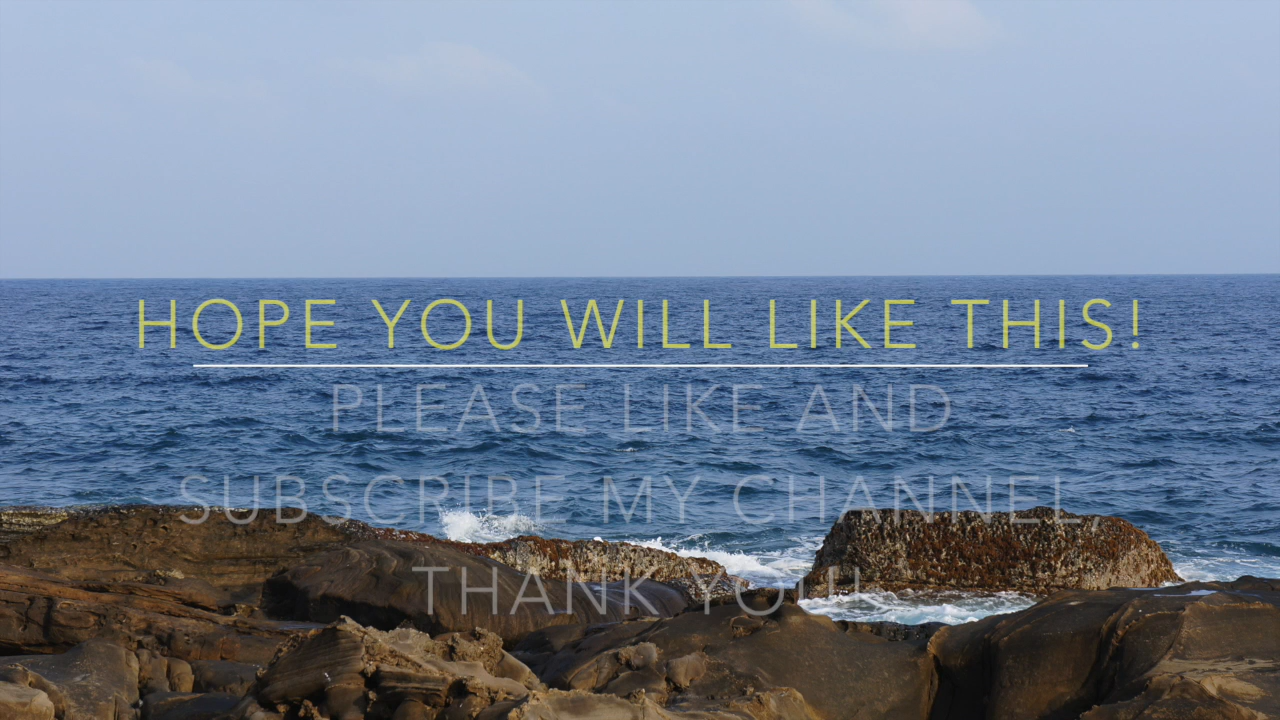 HOPE YOU WILL LIKE THIS!
PLEASE LIKE AND
SUBSCRIBE MY CHANNEL,
THANK YOU!!